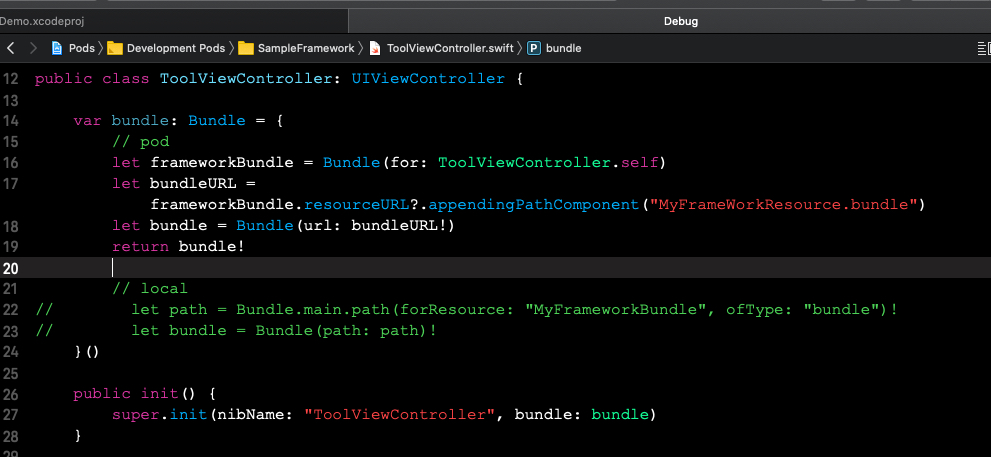 Demo.xcodeproj
Debug
Pods Development Pods SampleFramework ToolViewController.swift P bundle
12 public class ToolViewController: UIViewController {
13
14 var bundle: Bundle = {
15 // pod
16 let frameworkBundle = Bundle(for: ToolViewController.self)
17 let bundleURL =
frameworkBundle.resourceURL?.appendingPathComponent("MyFrameWorkResource.bundle")
18 let bundle = Bundle(url: bundleURL!)
19 return bundle!
20
21 // local
22 // let path = Bundle.main.path(forResource: "MyFrameworkBundle", ofType: "bundle")!
23 // let bundle = Bundle(path: path)!
24 }()
25
26 public init() {
27 super.init(nibName: "ToolViewController", bundle: bundle)
28 }
29